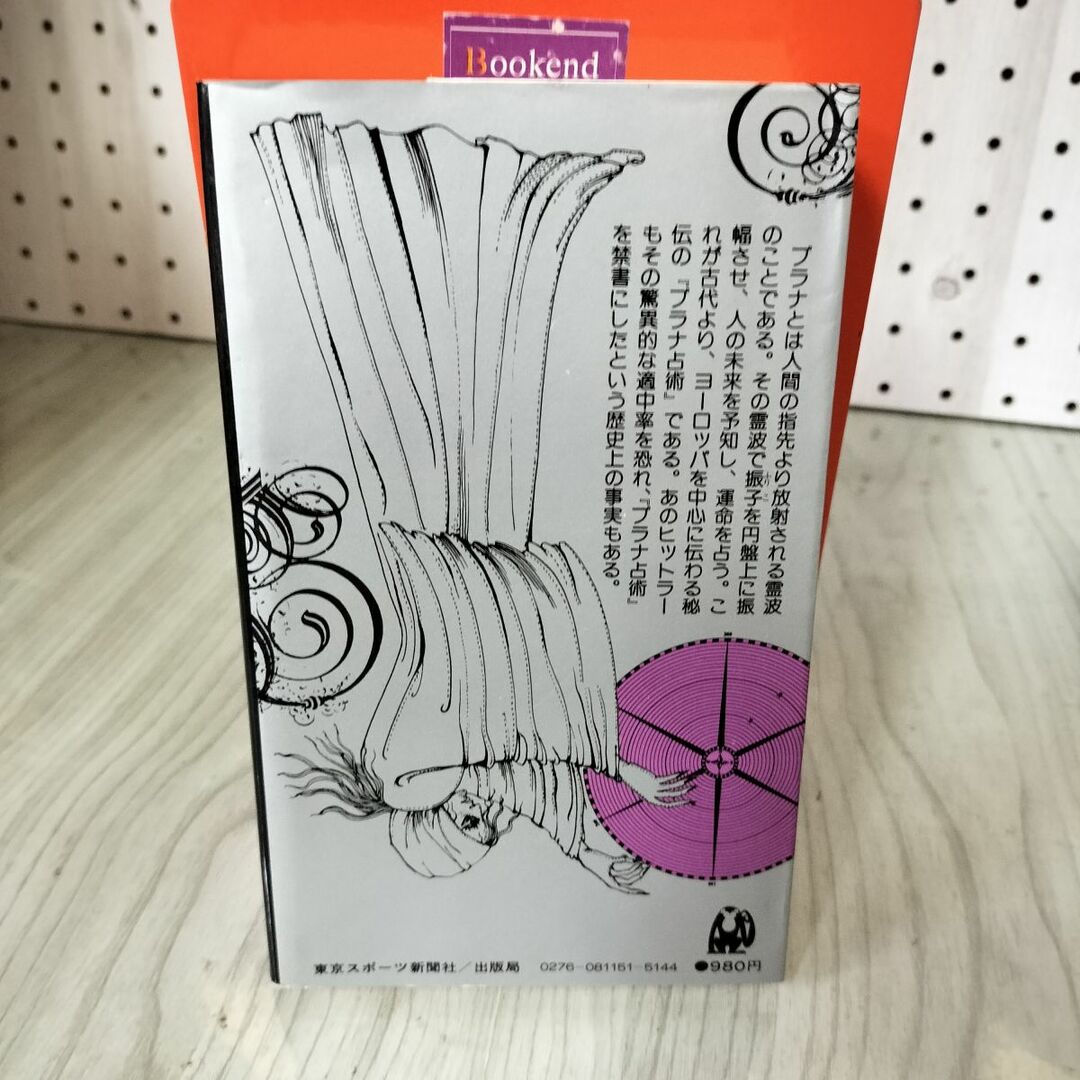 Bookend
プラナとは人間の指先より放射される霊波
のことである。その霊波で振子を円盤上に振
ふりこ
幅させ、人の未来を予知し、運命を占う。こ
れが古代より、ヨーロッパを中心に伝わる秘
伝の『プラナ占術』である。あのヒットラー
もその驚異的な適中率を恐れ、『プラナ占術』
を禁書にしたという歴史上の事実もある。
東京スポーツ新聞社/出版局 0276-081151-5144 ●980円